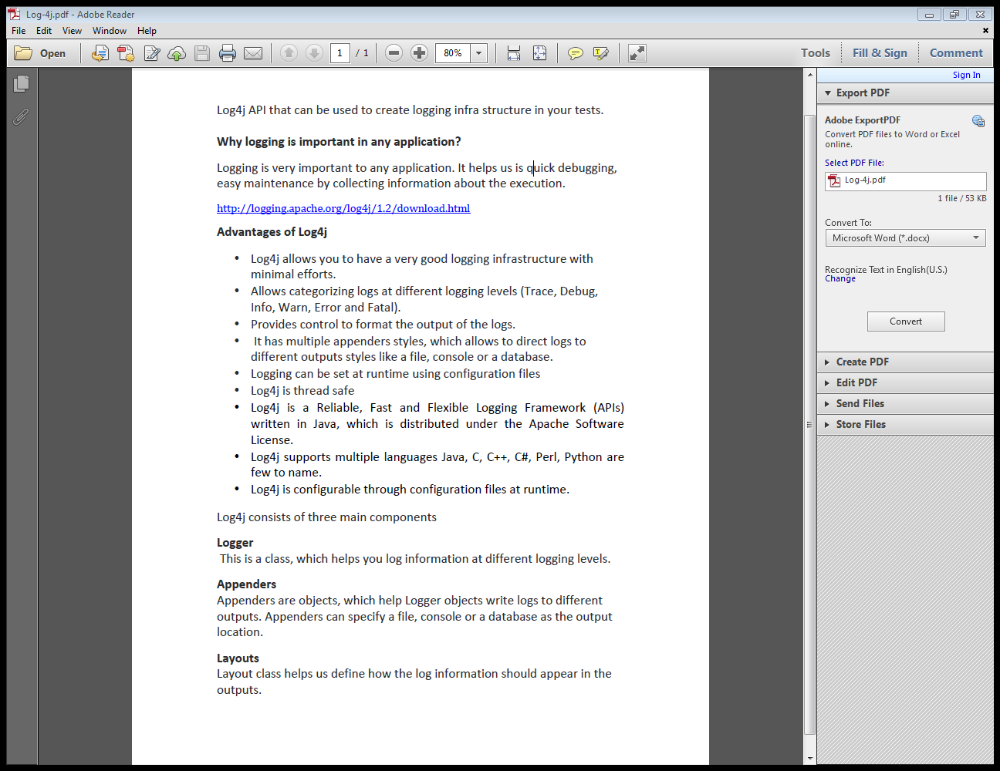 Log-4j.pdf - Adobe Reader
File Edit View Window Help
Open
1 / 1
80%
Tools
Fill & Sign
Comment
Log4j API that can be used to create logging infra structure in your tests.
Why logging is important in any application?
Logging is very important to any application. It helps us is quick debugging,
easy maintenance by collecting information about the execution.
http://logging.apache.org/log4j/1.2/download.html
Advantages of Log4j
• Log4j allows you to have a very good logging infrastructure with
minimal efforts.
• Allows categorizing logs at different logging levels (Trace, Debug,
Info, Warn, Error and Fatal).
• Provides control to format the output of the logs.
• It has multiple appenders styles, which allows to direct logs to
different outputs styles like a file, console or a database.
• Logging can be set at runtime using configuration files
• Log4j is thread safe
• Log4j is a Reliable, Fast and Flexible Logging Framework (APIs)
written in Java, which is distributed under the Apache Software
License.
• Log4j supports multiple languages Java, C, C++, C#, Perl, Python are
few to name.
• Log4j is configurable through configuration files at runtime.
Log4j consists of three main components
Logger
This is a class, which helps you log information at different logging levels.
Appenders
Appenders are objects, which help Logger objects write logs to different
outputs. Appenders can specify a file, console or a database as the output
location.
Layouts
Layout class helps us define how the log information should appear in the
outputs.
Sign In
Export PDF
Adobe ExportPDF
Convert PDF files to Word or Excel
online.
Select PDF File:
Log-4j.pdf
1 file / 53 KB
Convert To:
Microsoft Word (*.docx)
Recognize Text in English(U.S.)
Change
Convert
Create PDF
Edit PDF
Send Files
Store Files